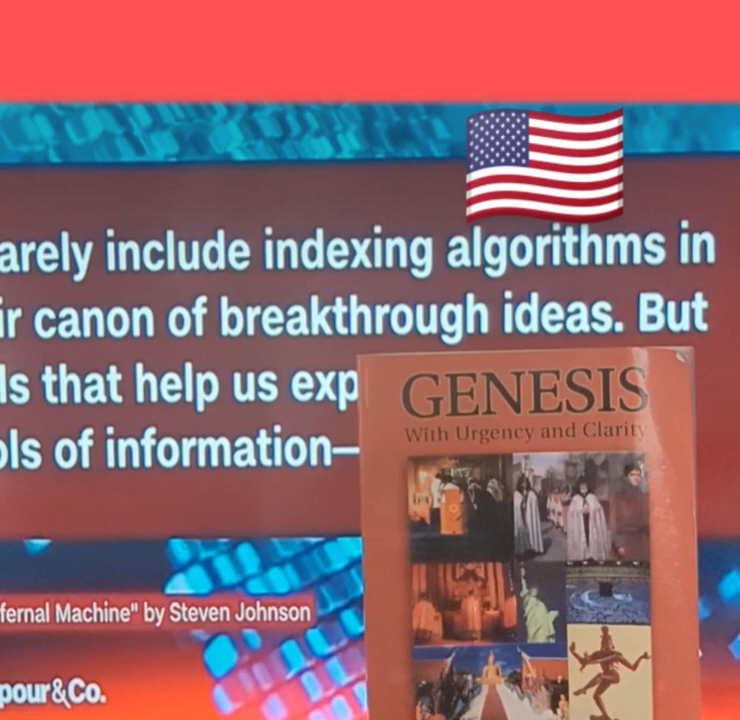 arely include indexing algorithms in
ir canon of breakthrough ideas. But
ls that help us exp
ols of information—
GENESIS
With Urgency and Clarity
fernal Machine" by Steven Johnson
pour&Co.